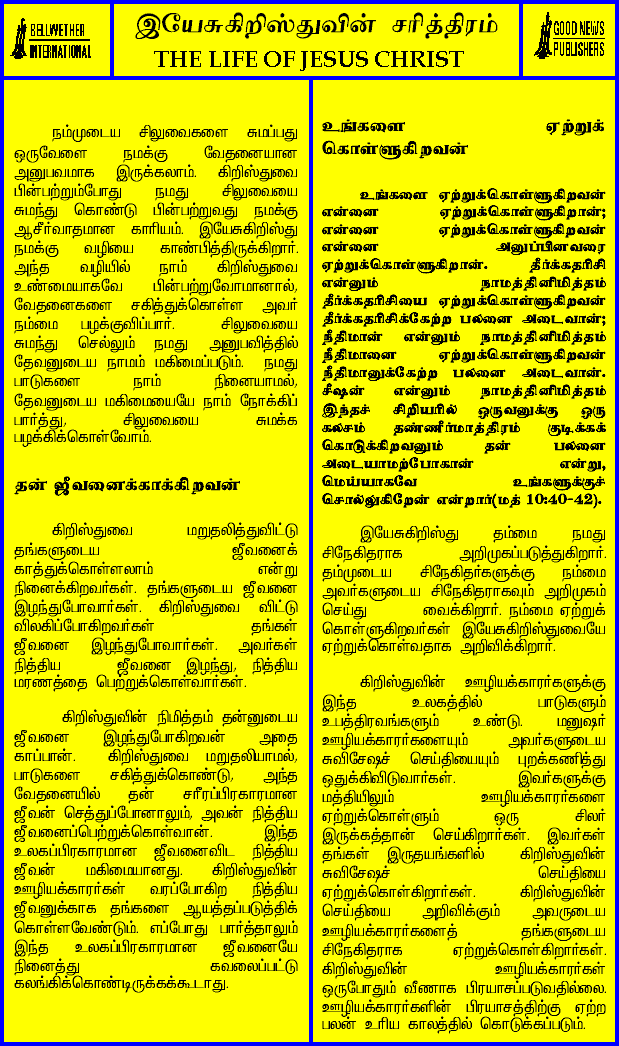 BELLWETHER
INTERNATIONAL
இயேசுகிறிஸ்துவின் சரித்திரம்
THE LIFE OF JESUS CHRIST
GOOD NEWS
PUBLISHERS
நம்முடைய சிலுவைகளை சுமப்பது
ஒருவேளை நமக்கு வேதனையான
அனுபவமாக இருக்கலாம். கிறிஸ்துவை
பின்பற்றும்போது நமது சிலுவையை
சுமந்து கொண்டு பின்பற்றுவது நமக்கு
ஆசீர்வாதமான காரியம். இயேசுகிறிஸ்து
நமக்கு வழியை காண்பித்திருக்கிறார்.
அந்த வழியில் நாம் கிறிஸ்துவை
உண்மையாகவே பின்பற்றுவோமானால்,
வேதனைகளை சகித்துக்கொள்ள அவர்
நம்மை பழக்குவிப்பார். சிலுவையை
சுமந்து செல்லும் நமது அனுபவித்தில்
தேவனுடைய நாமம் மகிமைப்படும். நமது
பாடுகளை நாம் நினையாமல்,
தேவனுடைய மகிமையையே நாம் நோக்கிப்
பார்த்து, சிலுவையை சுமக்க
பழக்கிக்கொள்வோம்.
தன் ஜீவனைக்காக்கிறவன்
கிறிஸ்துவை மறுதலித்துவிட்டு
தங்களுடைய ஜீவனைக்
காத்துக்கொள்ளலாம் என்று
நினைக்கிறவர்கள். தங்களுடைய ஜீவனை
இழந்துபோவார்கள். கிறிஸ்துவை விட்டு
விலகிப்போகிறவர்கள் தங்கள்
ஜீவனை இழந்துபோவார்கள். அவர்கள்
நித்திய ஜீவனை இழந்து, நித்திய
மரணத்தை பெற்றுக்கொள்வார்கள்.
கிறிஸ்துவின் நிமித்தம் தன்னுடைய
ஜீவனை இழந்துபோகிறவன் அதை
காப்பான். கிறிஸ்துவை மறுதலியாமல்,
பாடுகளை சகித்துக்கொண்டு, அந்த
வேதனையில் தன் சரீரப்பிரகாரமான
ஜீவன் செத்துப்போனாலும், அவன் நித்திய
ஜீவனைப்பெற்றுக்கொள்வான். இந்த
உலகப்பிரகாரமான ஜீவனைவிட நித்திய
ஜீவன் மகிமையானது. கிறிஸ்துவின்
ஊழியக்காரர்கள் வரப்போகிற நித்திய
ஜீவனுக்காக தங்களை ஆயத்தப்படுத்திக்
கொள்ளவேண்டும். எப்போது பார்த்தாலும்
இந்த உலகப்பிரகாரமான ஜீவனையே
நினைத்து கவலைப்பட்டு
கலங்கிக்கொண்டிருக்கக்கூடாது.
உங்களை ஏற்றுக்
கொள்ளுகிறவன்
உங்களை ஏற்றுக்கொள்ளுகிறவன்
என்னை ஏற்றுக்கொள்ளுகிறான்;
என்னை ஏற்றுக்கொள்ளுகிறவன்
என்னை அனுப்பினவரை
ஏற்றுக்கொள்ளுகிறான். தீர்க்கதரிசி
என்னும் நாமத்தினிமித்தம்
தீர்க்கதரிசியை ஏற்றுக்கொள்ளுகிறவன்
தீர்க்கதரிசிக்கேற்ற பலனை அடைவான்;
நீதிமான் என்னும் நாமத்தினிமித்தம்
நீதிமானை ஏற்றுக்கொள்ளுகிறவன்
நீதிமானுக்கேற்ற பலனை அடைவான்.
சீஷன் என்னும் நாமத்தினிமித்தம்
இந்தச் சிறியரில் ஒருவனுக்கு ஒரு
கலசம் தண்ணீர்மாத்திரம் குடிக்கக்
கொடுக்கிறவனும் தன் பலனை
அடையாமற்போகான் என்று,
மெய்யாகவே உங்களுக்குச்
சொல்லுகிறேன் என்றார்(மத் 10:40-42).
இயேசுகிறிஸ்து தம்மை நமது
சிநேகிதராக அறிமுகப்படுத்துகிறார்.
தம்முடைய சிநேகிதர்களுக்கு நம்மை
அவர்களுடைய சிநேகிதராகவும் அறிமுகம்
செய்து வைக்கிறார். நம்மை ஏற்றுக்
கொள்ளுகிறவர்கள் இயேசுகிறிஸ்துவையே
ஏற்றுக்கொள்வதாக அறிவிக்கிறார்.
கிறிஸ்துவின் ஊழியக்காரர்களுக்கு
இந்த உலகத்தில் பாடுகளும்
உபத்திரவங்களும் உண்டு. மனுஷர்
ஊழியக்காரர்களையும் அவர்களுடைய
சுவிசேஷச் செய்தியையும் புறக்கணித்து
ஒதுக்கிவிடுவார்கள். இவர்களுக்கு
மத்தியிலும் ஊழியக்காரர்களை
ஏற்றுக்கொள்ளும் ஒரு சிலர்
இருக்கத்தான் செய்கிறார்கள். இவர்கள்
தங்கள் இருதயங்களில் கிறிஸ்துவின்
சுவிசேஷச் செய்தியை
ஏற்றுக்கொள்கிறார்கள். கிறிஸ்துவின்
செய்தியை அறிவிக்கும் அவருடைய
ஊழியக்காரர்களைத் தங்களுடைய
சிநேகிதராக ஏற்றுக்கொள்கிறார்கள்.
கிறிஸ்துவின் ஊழியக்காரர்கள்
ஒருபோதும் வீணாக பிரயாசப்படுவதில்லை.
ஊழியக்காரர்களின் பிரயாசத்திற்கு ஏற்ற
பலன் உரிய காலத்தில் கொடுக்கப்படும்.